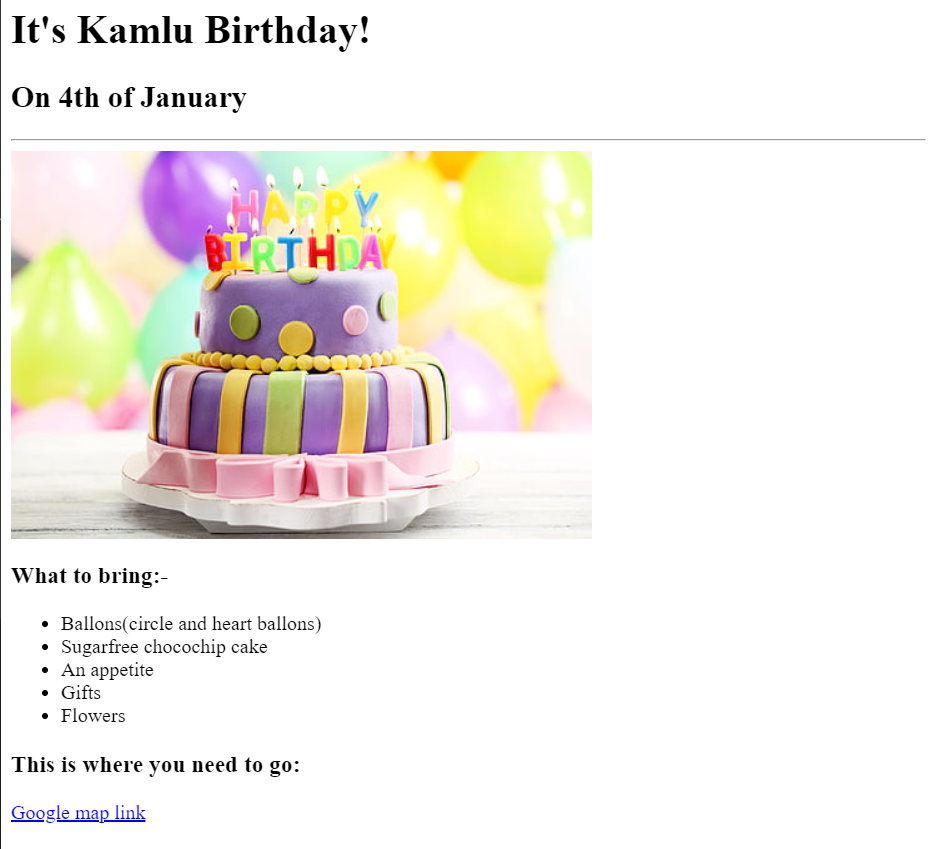 It's Kamlu Birthday!
On 4th of January
HAPPY
BIRTHDAY
What to bring:-
Ballons(circle and heart ballons)
Sugarfree chocochip cake
An appetite
Gifts
Flowers
This is where you need to go:
Google map link